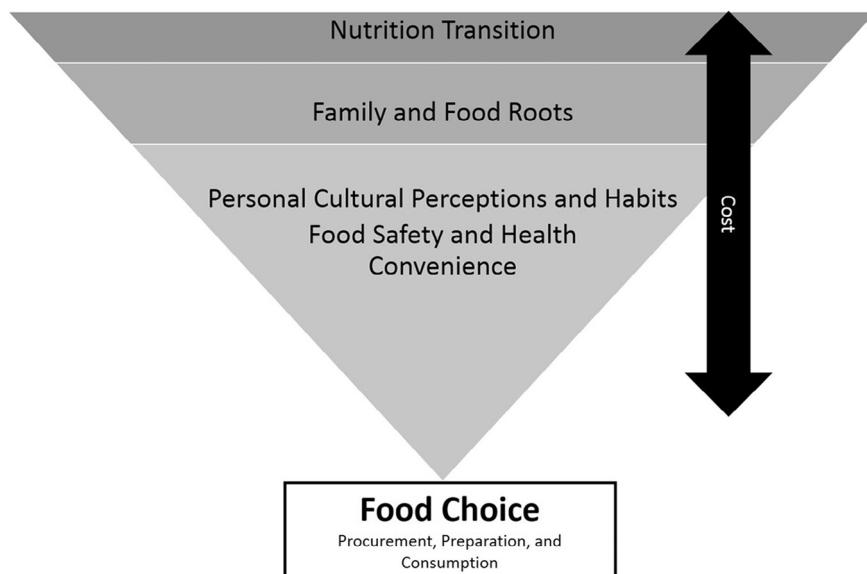 Nutrition Transition
Family and Food Roots
Personal Cultural Perceptions and Habits
Food Safety and Health
Convenience
Cost
Food Choice
Procurement, Preparation, and
Consumption